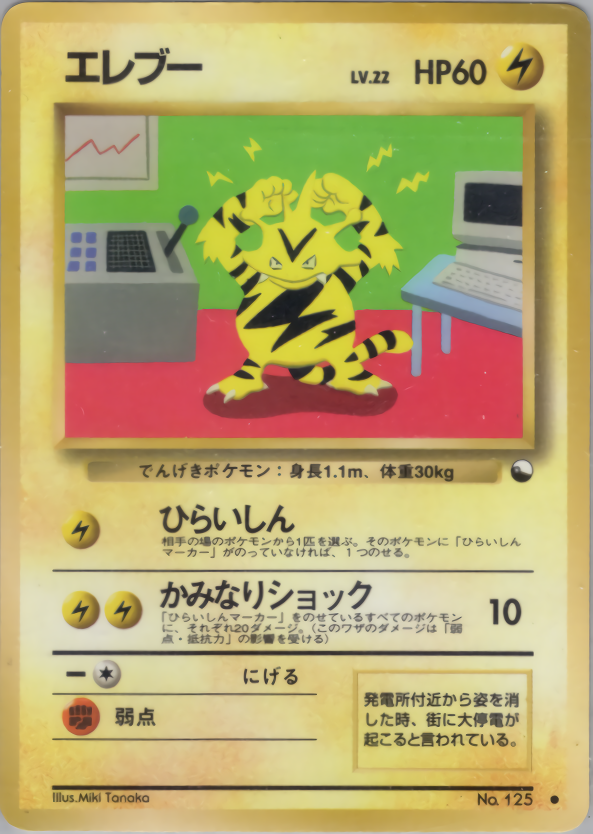 エレブー LV.22 HP60
でんげきポケモン：身長1.1m、体重30kg
ひらいしん
相手の場のポケモンから1匹を選ぶ。そのポケモンに「ひらいしん
マーカー」がのっていなければ、1つのせる。
かみなりショック 10
「ひらいしんマーカー」をのせているすべてのポケモン
に、それぞれ20ダメージ。（このワザのダメージは「弱
点・抵抗力」の影響を受ける）
にげる
弱点
発電所付近から姿を消
した時、街に大停電が
起こると言われている。
Illus.Miki Tanaka No. 125